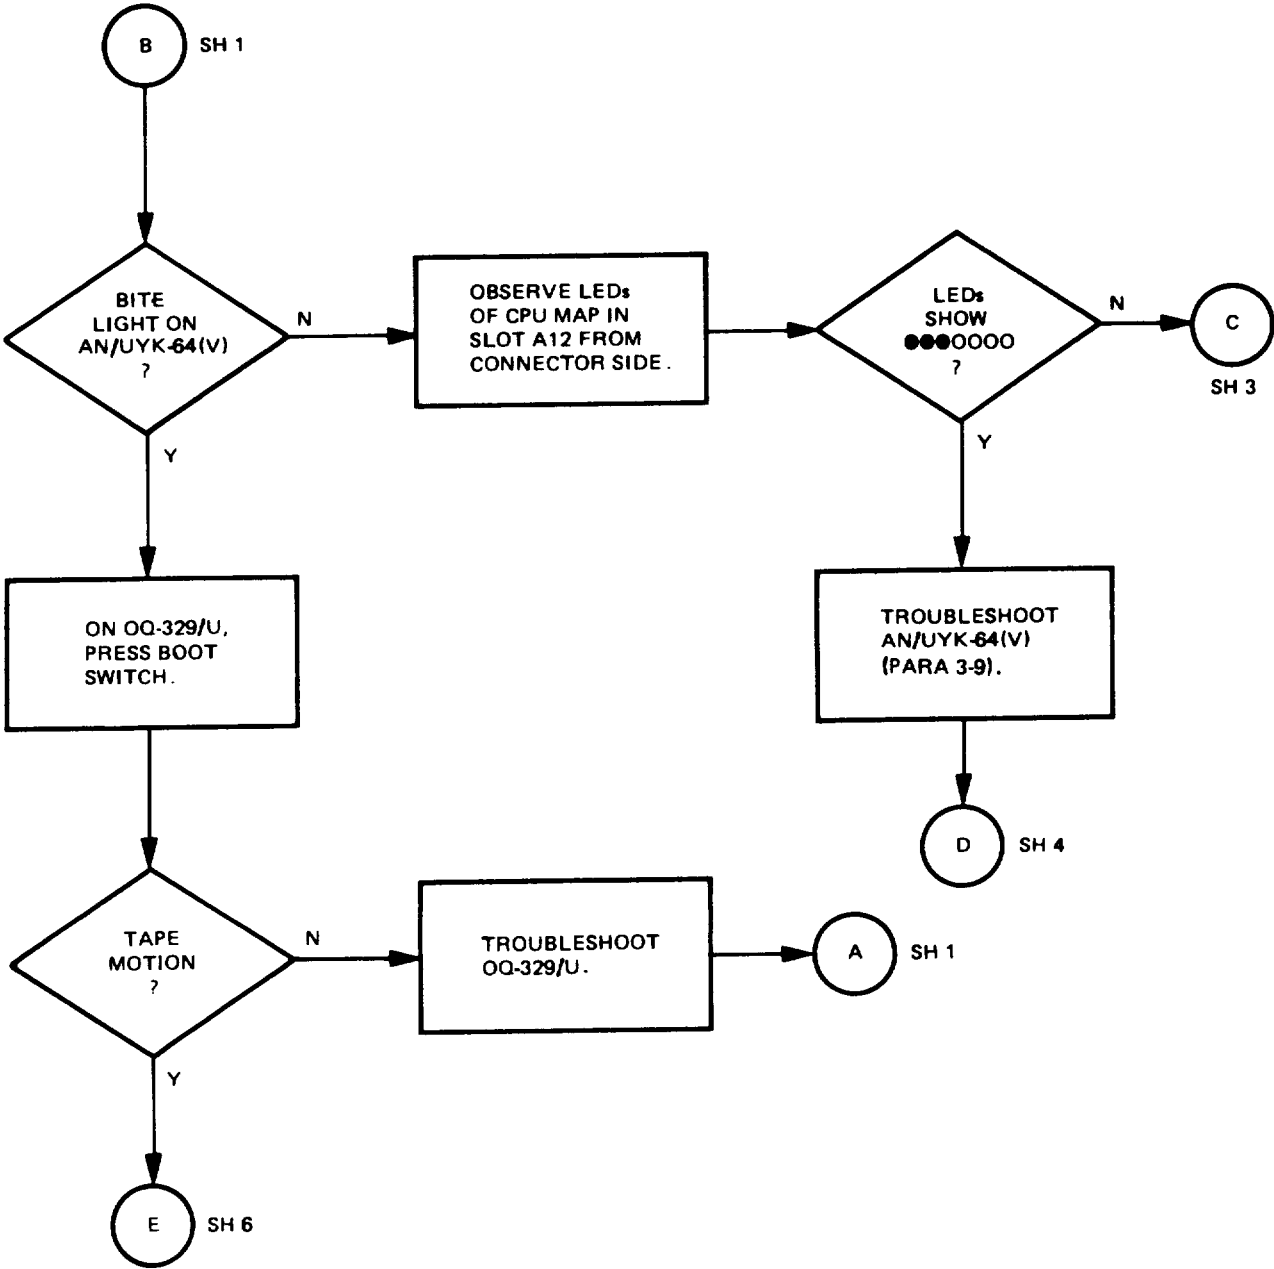 B
SH 1
BITE
LIGHT ON
AN/UYK-64(V)
?
N
Y
OBSERVE LEDs
OF CPU MAP IN
SLOT A12 FROM
CONNECTOR SIDE.
LEDs
SHOW
●●●OOOO
?
N
Y
C
SH 3
ON OQ-329/U,
PRESS BOOT
SWITCH.
TROUBLESHOOT
AN/UYK-64(V)
(PARA 3-9).
D
SH 4
TAPE
MOTION
?
N
Y
TROUBLESHOOT
OQ-329/U.
A
SH 1
E
SH 6